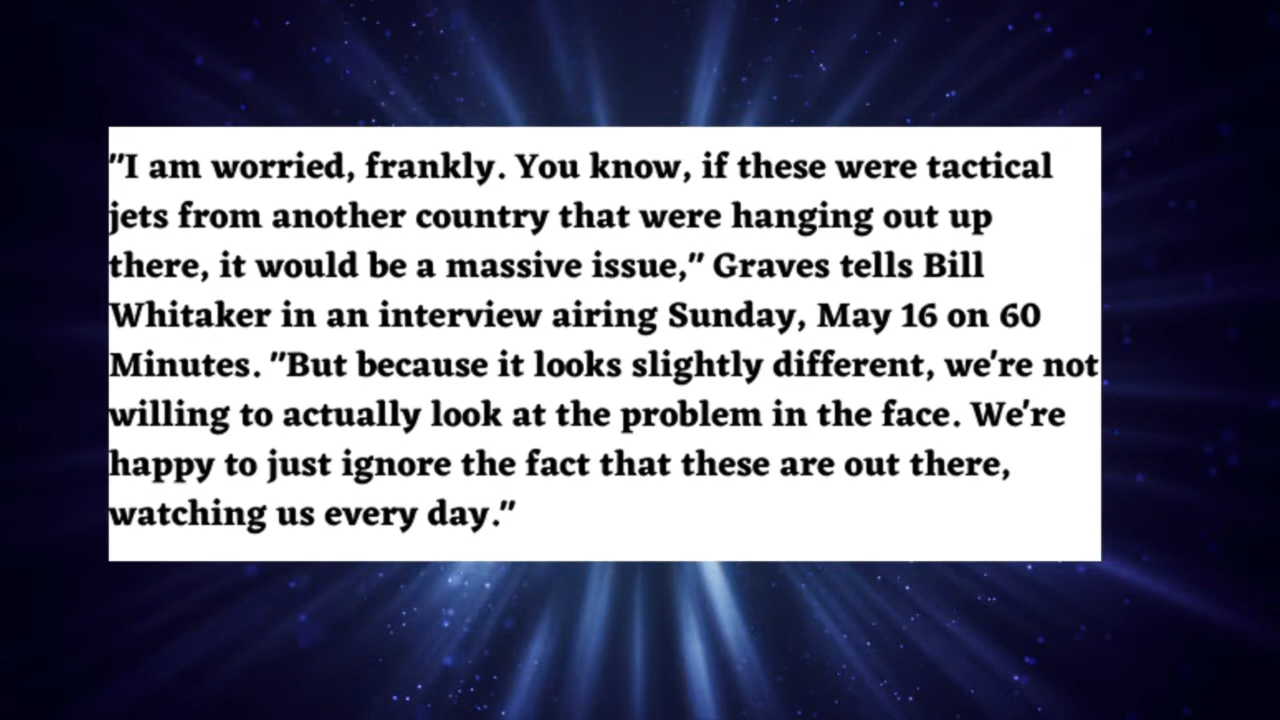 "I am worried, frankly. You know, if these were tactical
jets from another country that were hanging out up
there, it would be a massive issue," Graves tells Bill
Whitaker in an interview airing Sunday, May 16 on 60
Minutes. "But because it looks slightly different, we're not
willing to actually look at the problem in the face. We're
happy to just ignore the fact that these are out there,
watching us every day."